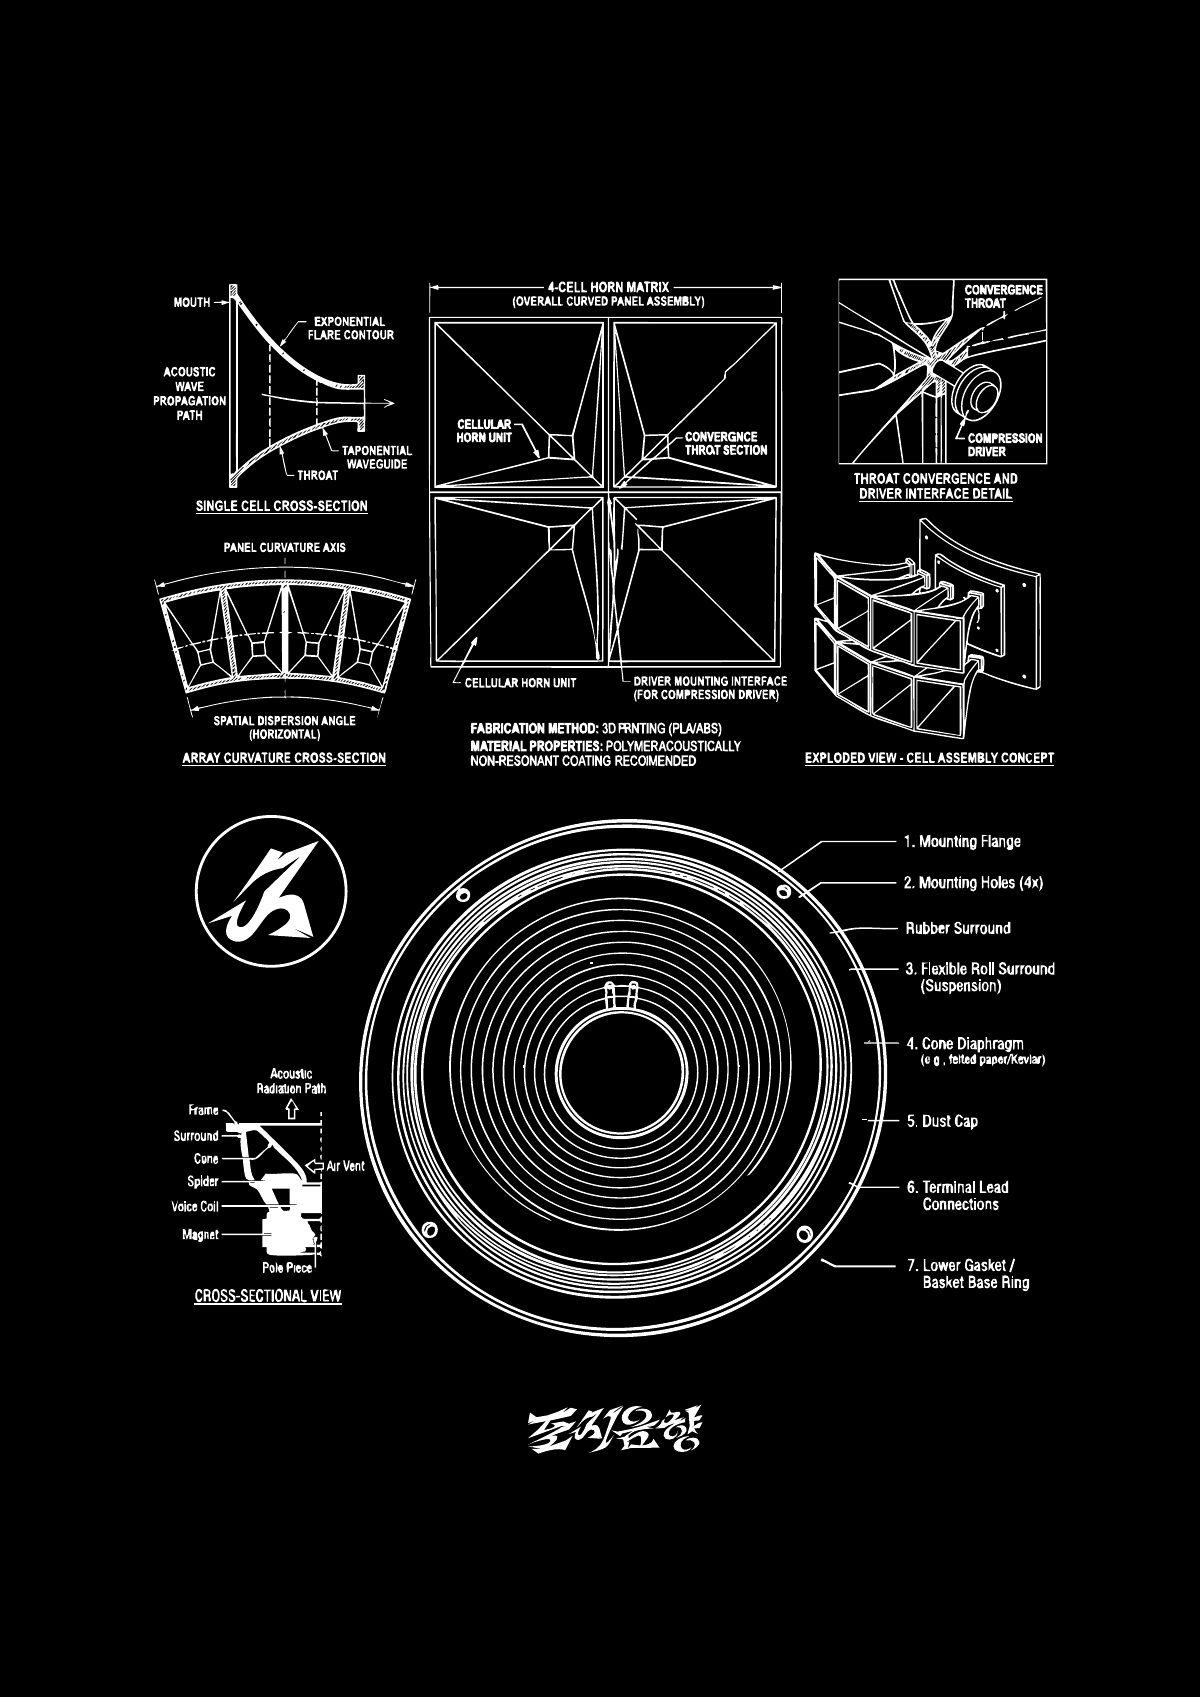 MOUTH
EXPONENTIAL
FLARE CONTOUR
ACOUSTIC
WAVE
PROPAGATION
PATH
TAPONENTIAL
WAVEGUIDE
THROAT
SINGLE CELL CROSS-SECTION
4-CELL HORN MATRIX
(OVERALL CURVED PANEL ASSEMBLY)
CELLULAR
HORN UNIT
CONVERGNCE
THROT SECTION
CELLULAR HORN UNIT
DRIVER MOUNTING INTERFACE
(FOR COMPRESSION DRIVER)
CONVERGENCE
THROAT
COMPRESSION
DRIVER
THROAT CONVERGENCE AND
DRIVER INTERFACE DETAIL
PANEL CURVATURE AXIS
SPATIAL DISPERSION ANGLE
(HORIZONTAL)
ARRAY CURVATURE CROSS-SECTION
FABRICATION METHOD: 3D PRNTING (PLA/ABS)
MATERIAL PROPERTIES: POLYMERACOUSTICALLY
NON-RESONANT COATING RECOIMENDED
EXPLODED VIEW - CELL ASSEMBLY CONCEPT
1. Mounting Flange
2. Mounting Holes (4x)
Rubber Surround
3. Flexible Roll Surround
(Suspension)
4. Cone Diaphragm
(e g , felted paper/Kevlar)
5. Dust Cap
6. Terminal Lead
Connections
7. Lower Gasket /
Basket Base Ring
Acoustic
Radiation Path
Frame
Surround
Cone
Air Vent
Spider
Voice Coil
Magnet
Pole Piece
CROSS-SECTIONAL VIEW